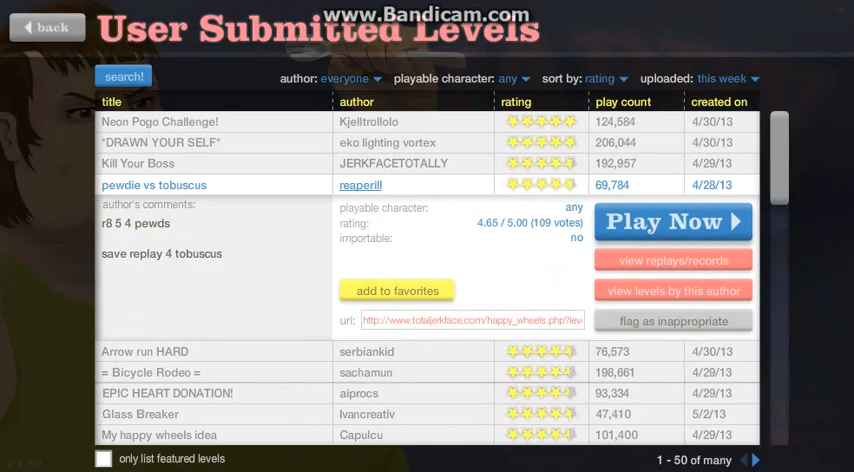 www.Bandicam.com
back
User Submitted Levels
search!
author: everyone playable character: any sort by: rating uploaded: this week
title author rating play count created on
Neon Pogo Challenge! Kjelltrollolo 124,584 4/30/13
*DRAWN YOUR SELF* eko lighting vortex 206,044 4/30/13
Kill Your Boss JERKFACETOTALLY 192,957 4/29/13
pewdie vs tobuscus reaperill 69,784 4/28/13
author's comments:
r8 5 4 pewds
save replay 4 tobuscus
playable character: any
rating: 4.65 / 5.00 (109 votes)
importable: no
add to favorites
url: http://www.totaljerkface.com/happy_wheels.php?leve
Play Now
view replays/records
view levels by this author
flag as inappropriate
Arrow run HARD serbiankid 76,573 4/30/13
= Bicycle Rodeo = sachamun 198,661 4/29/13
EPIC HEART DONATION! aiprocs 93,334 4/29/13
Glass Breaker Ivancreativ 47,410 5/2/13
My happy wheels idea Capulcu 101,400 4/29/13
only list featured levels
1 - 50 of many